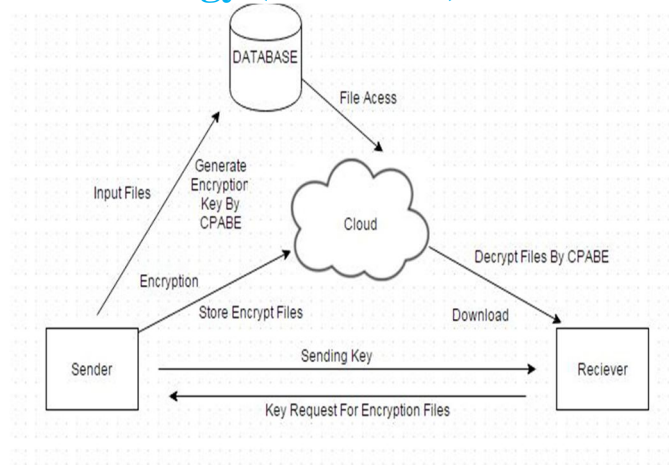 DATABASE
File Acess
Input Files
Generate
Encryption
Key By
CPABE
Cloud
Encryption
Store Encrypt Files
Decrypt Files By CPABE
Download
Sender
Sending Key
Reciever
Key Request For Encryption Files